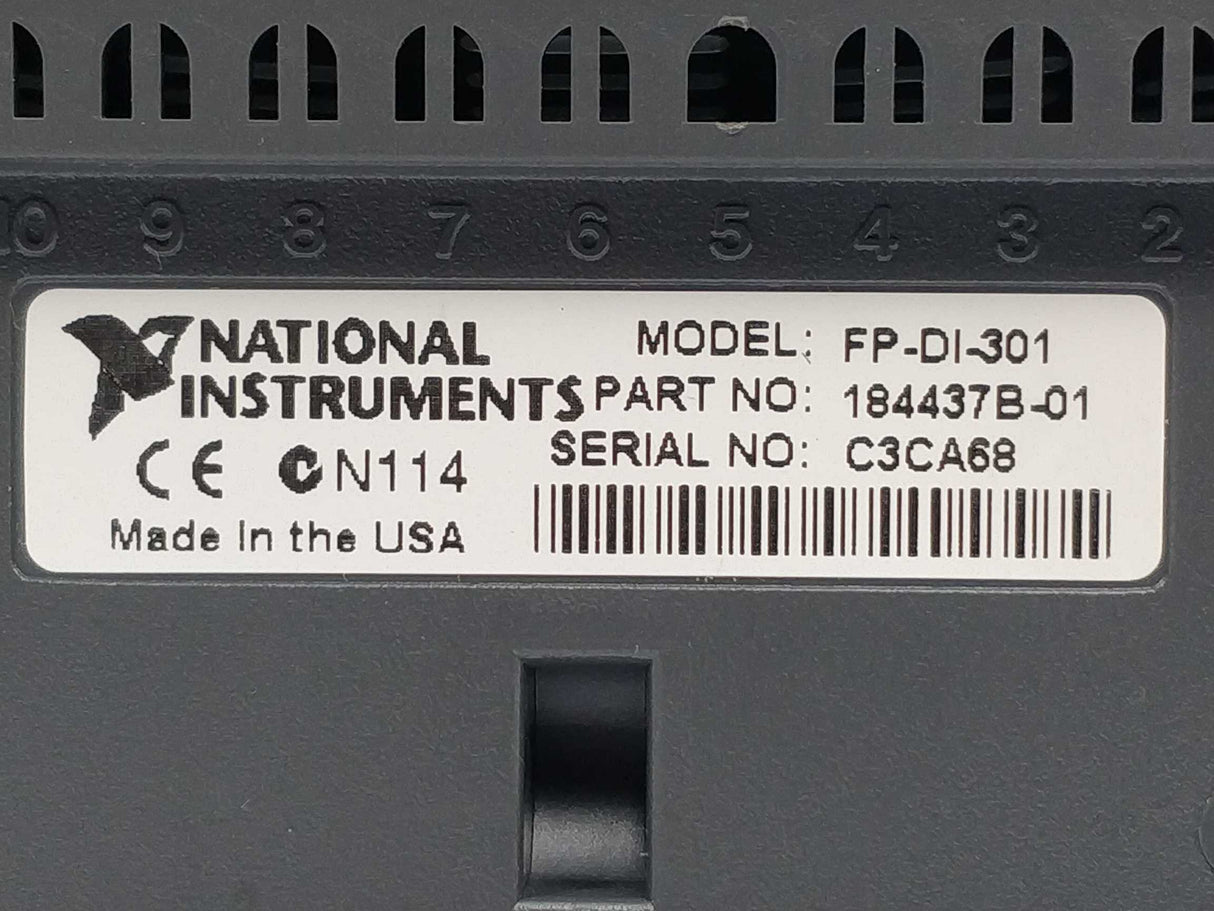 10 9 8 7 6 5 4 3 2
NATIONAL
INSTRUMENTS
MODEL: FP-DI-301
PART NO: 184437B-01
SERIAL NO: C3CA68
CE N114
Made in the USA